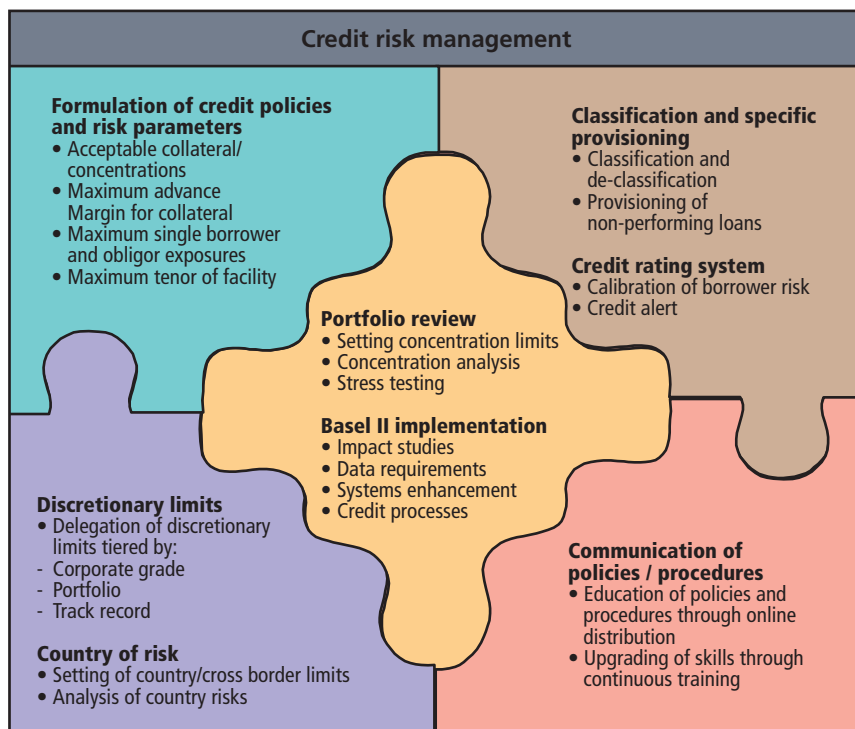 Credit risk management
Formulation of credit policies
and risk parameters
• Acceptable collateral/
concentrations
• Maximum advance
Margin for collateral
• Maximum single borrower
and obligor exposures
• Maximum tenor of facility
Classification and specific
provisioning
• Classification and
de-classification
• Provisioning of
non-performing loans
Credit rating system
• Calibration of borrower risk
• Credit alert
Portfolio review
• Setting concentration limits
• Concentration analysis
• Stress testing
Basel II implementation
• Impact studies
• Data requirements
• Systems enhancement
• Credit processes
Discretionary limits
• Delegation of discretionary
limits tiered by:
- Corporate grade
- Portfolio
- Track record
Country of risk
• Setting of country/cross border limits
• Analysis of country risks
Communication of
policies / procedures
• Education of policies and
procedures through online
distribution
• Upgrading of skills through
continuous training